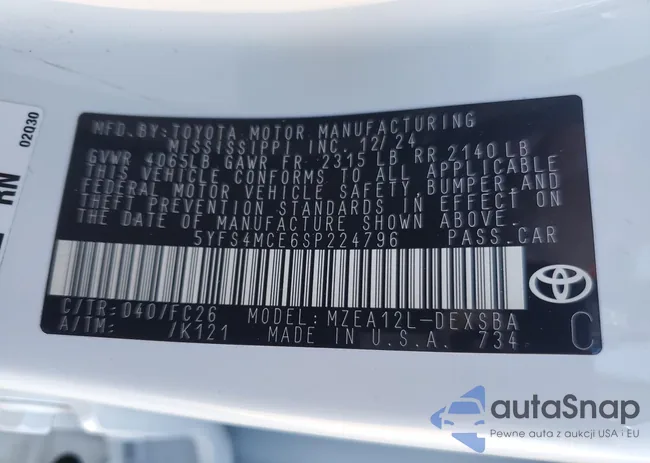 02Q30
RN
MFD.BY:TOYOTA MOTOR MANUFACTURING
MISSISSIPPI INC. 12/24
GVWR 4065LB GAWR FR 2315 LB RR 2140 LB
THIS VEHICLE CONFORMS TO ALL APPLICABLE
FEDERAL MOTOR VEHICLE SAFETY,BUMPER,AND
THEFT PREVENTION STANDARDS IN EFFECT ON
THE DATE OF MANUFACTURE SHOWN ABOVE
5YFS4MCE6SP224796 PASS.CAR
C/TR:040/FC26 MODEL:MZEA12L-DEXSBA
A/TM: /K121 MADE IN U.S.A. 734 C
autaSnap
Pewne auta z aukcji USA i EU